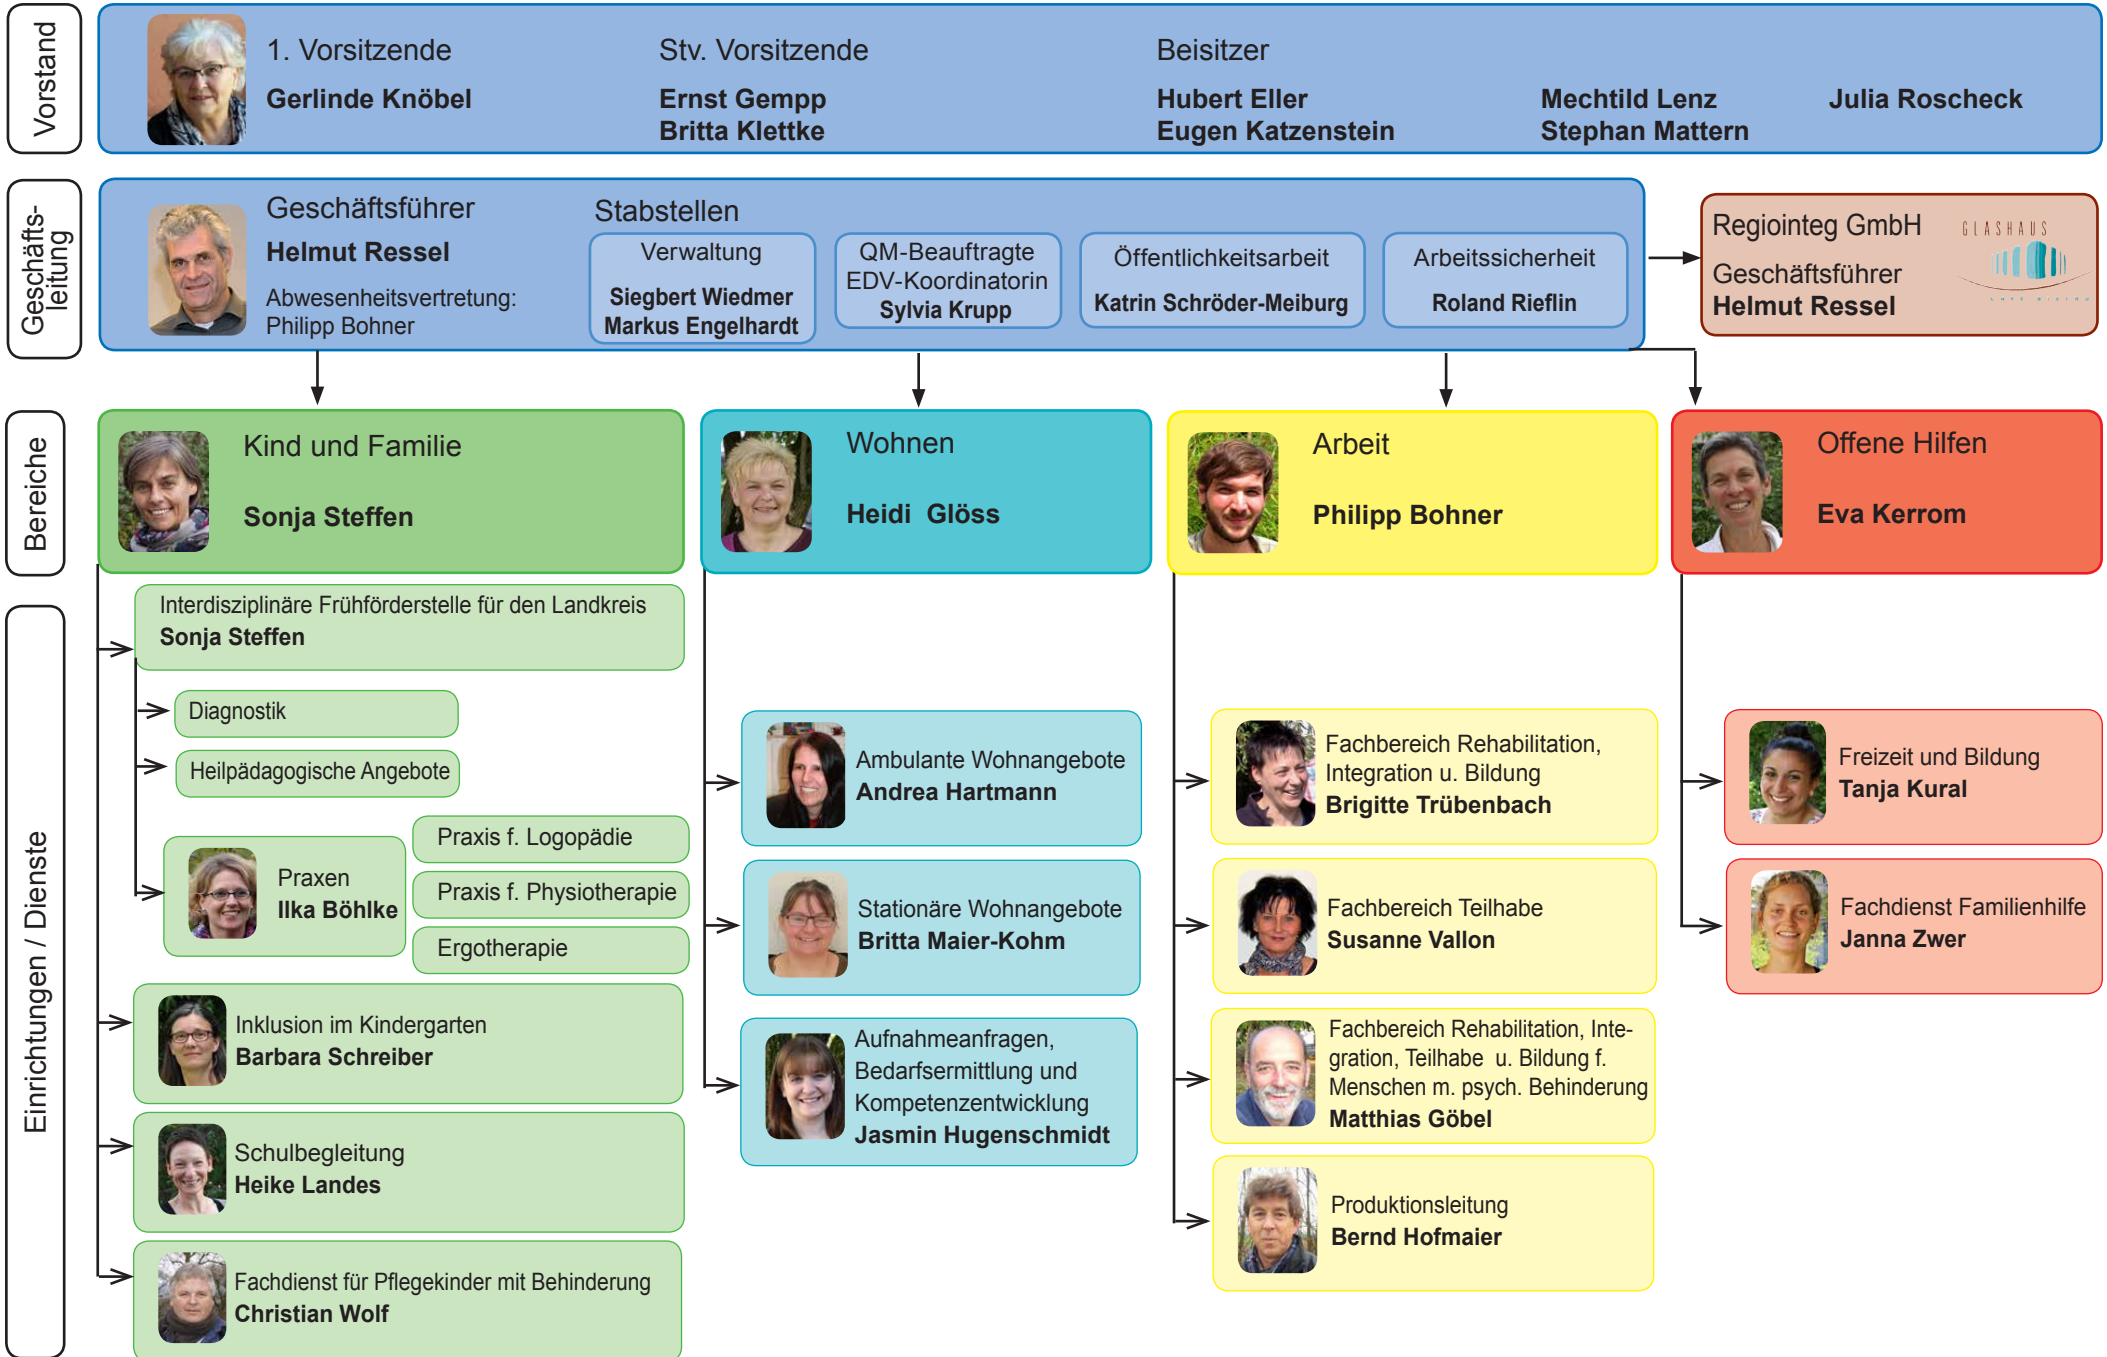 Vorstand
1. Vorsitzende
Gerlinde Knöbel
Stv. Vorsitzende
Ernst Gempp
Britta Klettke
Beisitzer
Hubert Eller
Eugen Katzenstein
Mechtild Lenz
Stephan Mattern
Julia Roscheck
Geschäfts-
leitung
Geschäftsführer
Helmut Ressel
Abwesenheitsvertretung:
Philipp Bohner
Stabstellen
Verwaltung
Siegbert Wiedmer
Markus Engelhardt
QM-Beauftragte
EDV-Koordinatorin
Sylvia Krupp
Öffentlichkeitsarbeit
Katrin Schröder-Meiburg
Arbeitssicherheit
Roland Rieflin
Regiointeg GmbH
Geschäftsführer
Helmut Ressel
GLASHAUS
CAFÉ BISTRO
Bereiche
Kind und Familie
Sonja Steffen
Wohnen
Heidi Glöss
Arbeit
Philipp Bohner
Offene Hilfen
Eva Kerrom
Einrichtungen / Dienste
Interdisziplinäre Frühförderstelle für den Landkreis
Sonja Steffen
Diagnostik
Heilpädagogische Angebote
Praxen
Ilka Böhlke
Praxis f. Logopädie
Praxis f. Physiotherapie
Ergotherapie
Inklusion im Kindergarten
Barbara Schreiber
Schulbegleitung
Heike Landes
Fachdienst für Pflegekinder mit Behinderung
Christian Wolf
Ambulante Wohnangebote
Andrea Hartmann
Stationäre Wohnangebote
Britta Maier-Kohm
Aufnahmeanfragen,
Bedarfsermittlung und
Kompetenzentwicklung
Jasmin Hugenschmidt
Fachbereich Rehabilitation,
Integration u. Bildung
Brigitte Trübenbach
Fachbereich Teilhabe
Susanne Vallon
Fachbereich Rehabilitation, Inte-
gration, Teilhabe u. Bildung f.
Menschen m. psych. Behinderung
Matthias Göbel
Produktionsleitung
Bernd Hofmaier
Freizeit und Bildung
Tanja Kural
Fachdienst Familienhilfe
Janna Zwer